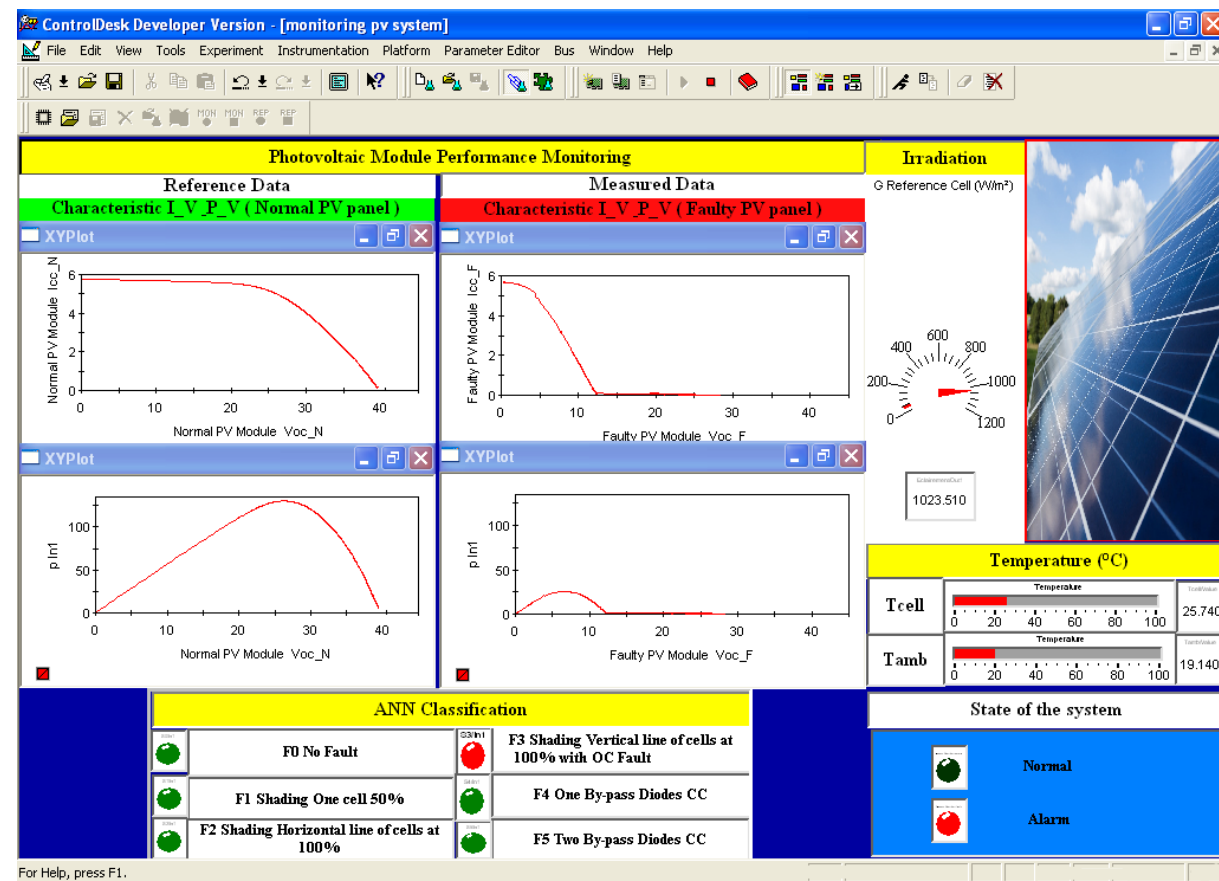 ControlDesk Developer Version - [monitoring pv system]
File Edit View Tools Experiment Instrumentation Platform Parameter Editor Bus Window Help
MON MON REP REP
Photovoltaic Module Performance Monitoring
Irradiation
Reference Data
Measured Data
G Reference Cell (W/m²)
Characteristic I_V_P_V ( Normal PV panel )
Characteristic I_V_P_V ( Faulty PV panel )
XYPlot
XYPlot
Normal PV Module Icc_N
6
4
2
0
0 10 20 30 40
Normal PV Module Voc_N
Faulty PV Module Icc_F
6
4
2
0
0 10 20 30 40
Faulty PV Module Voc_F
0 200 400 600 800 1000 1200
1023.510
XYPlot
XYPlot
p In1
100
50
0
0 10 20 30 40
Normal PV Module Voc_N
p In1
100
50
0
0 10 20 30 40
Faulty PV Module Voc_F
Temperature (°C)
Tcell
Temperature
0 20 40 60 80 100
25.740
Tamb
Temperature
0 20 40 60 80 100
19.140
ANN Classification
F0 No Fault
G3/In1
F3 Shading Vertical line of cells at
100% with OC Fault
F1 Shading One cell 50%
F4 One By-pass Diodes CC
F2 Shading Horizontal line of cells at
100%
F5 Two By-pass Diodes CC
State of the system
Normal
Alarm
For Help, press F1.